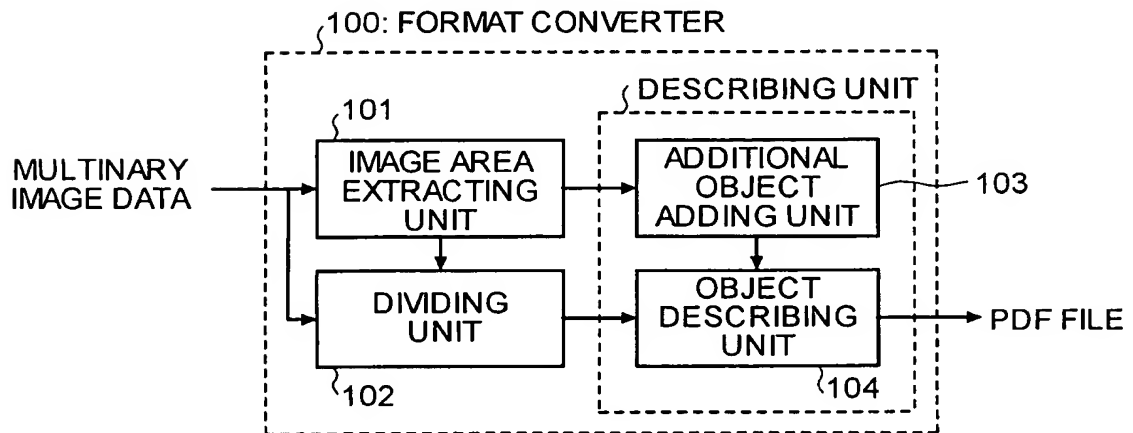 100: FORMAT CONVERTER
DESCRIBING UNIT
101
MULTINARY
IMAGE DATA
IMAGE AREA
EXTRACTING
UNIT
ADDITIONAL
OBJECT
ADDING UNIT
103
DIVIDING
UNIT
OBJECT
DESCRIBING
UNIT
PDF FILE
102
104